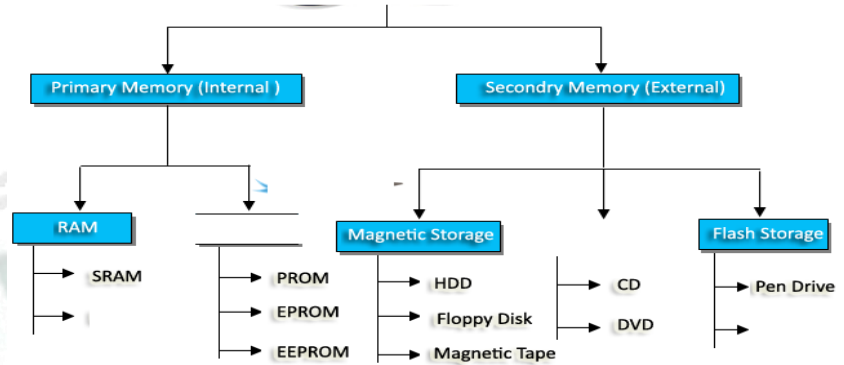 Primary Memory (Internal )
Secondry Memory (External)
RAM
Magnetic Storage
Flash Storage
SRAM
PROM
EPROM
EEPROM
HDD
Floppy Disk
Magnetic Tape
CD
DVD
Pen Drive